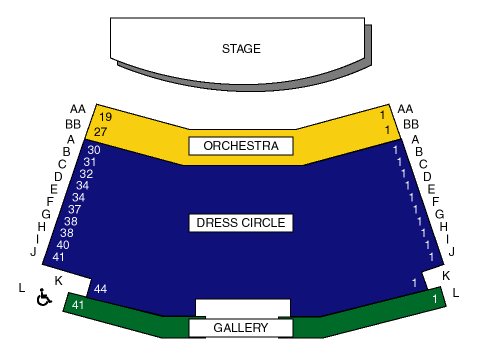 STAGE
AA 19 1 AA
BB 27 1 BB
ORCHESTRA
A 30 1 A
B 31 1 B
C 32 1 C
D 34 1 D
E 34 1 E
F 37 1 F
G 38 1 G
DRESS CIRCLE
H 38 1 H
I 40 1 I
J 41 1 J
K 44 1 K
L 41 1 L
GALLERY